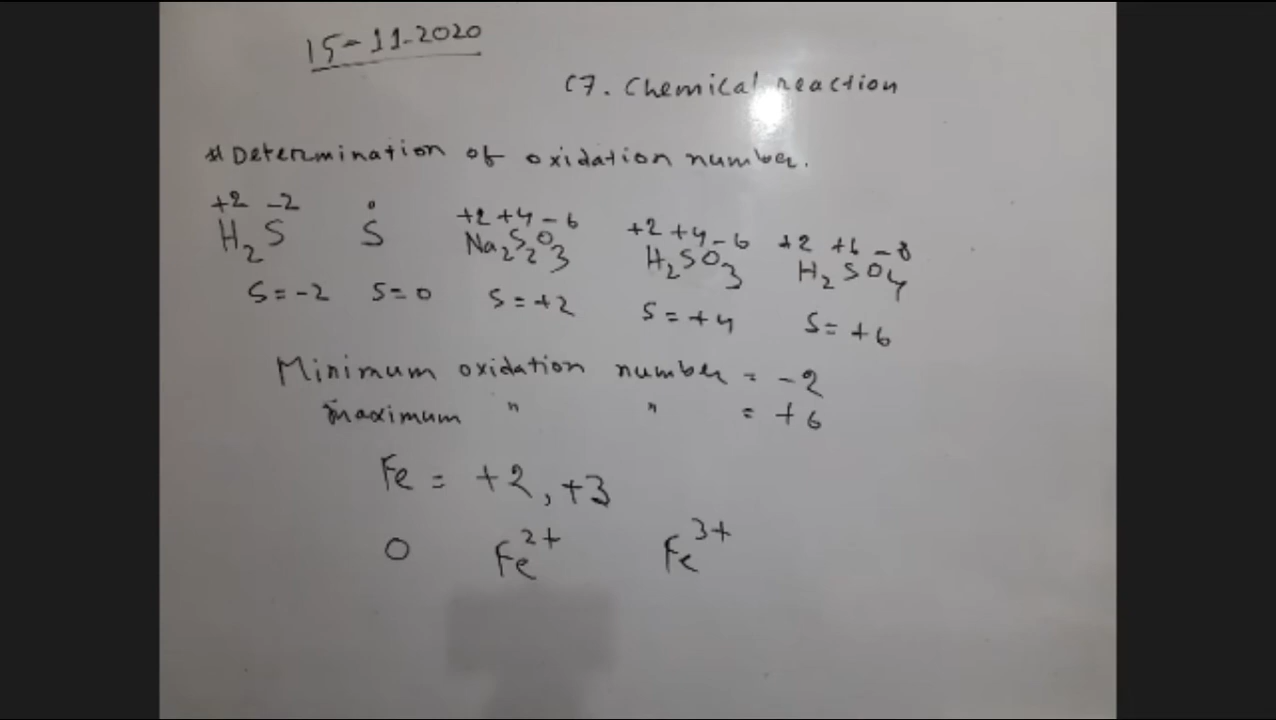 15-11-2020
C7. Chemical reaction
* Determination of oxidation number.
+2 -2 0 +2 +4 -6 +2 +4 -6 +2 +6 -8
H2S S Na2S2O3 H2SO3 H2SO4
S=-2 S=0 S=+2 S=+4 S=+6
Minimum oxidation number = -2
maximum " " = +6
Fe = +2, +3
0 Fe2+ Fe3+